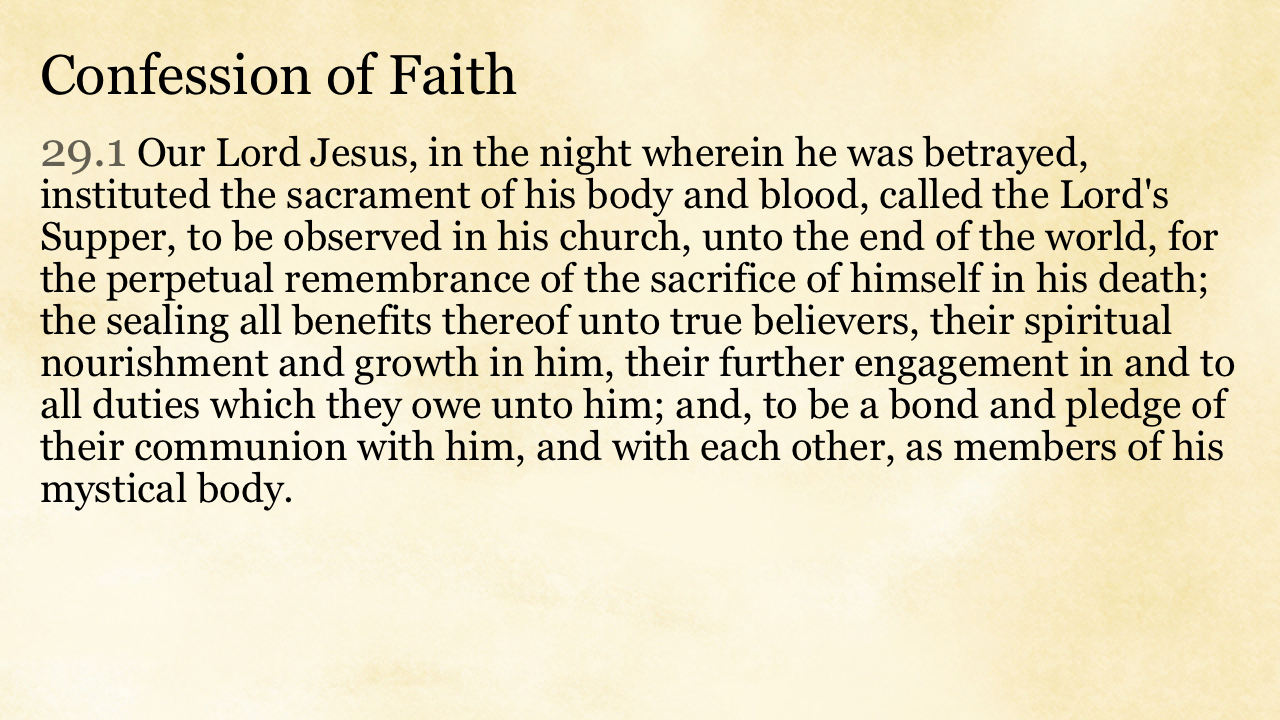 Confession of Faith
29.1 Our Lord Jesus, in the night wherein he was betrayed,
instituted the sacrament of his body and blood, called the Lord's
Supper, to be observed in his church, unto the end of the world, for
the perpetual remembrance of the sacrifice of himself in his death;
the sealing all benefits thereof unto true believers, their spiritual
nourishment and growth in him, their further engagement in and to
all duties which they owe unto him; and, to be a bond and pledge of
their communion with him, and with each other, as members of his
mystical body.